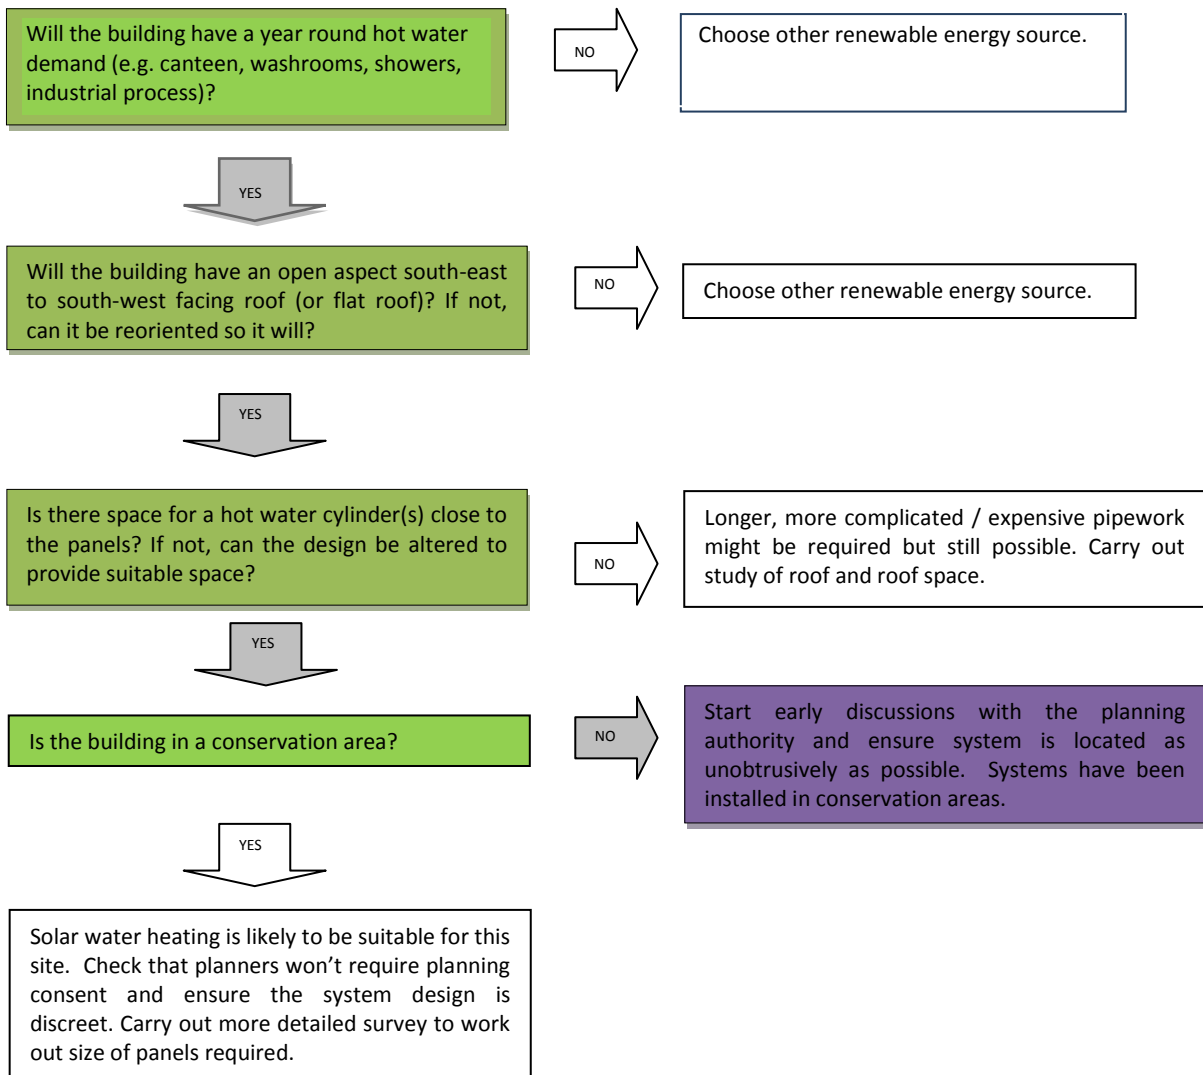 Will the building have a year round hot water
demand (e.g. canteen, washrooms, showers,
industrial process)?
NO
Choose other renewable energy source.
YES
Will the building have an open aspect south-east
to south-west facing roof (or flat roof)? If not,
can it be reoriented so it will?
NO
Choose other renewable energy source.
YES
Is there space for a hot water cylinder(s) close to
the panels? If not, can the design be altered to
provide suitable space?
NO
Longer, more complicated / expensive pipework
might be required but still possible. Carry out
study of roof and roof space.
YES
Is the building in a conservation area?
NO
Start early discussions with the planning
authority and ensure system is located as
unobtrusively as possible. Systems have been
installed in conservation areas.
YES
Solar water heating is likely to be suitable for this
site. Check that planners won’t require planning
consent and ensure the system design is
discreet. Carry out more detailed survey to work
out size of panels required.